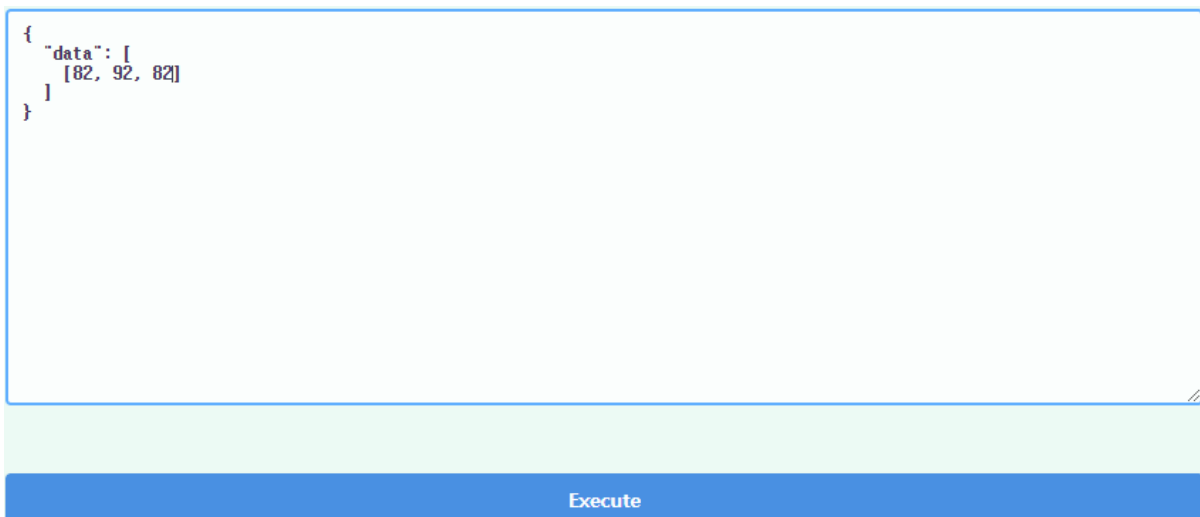 {
  "data": [
    [82, 92, 82]
  ]
}
Execute